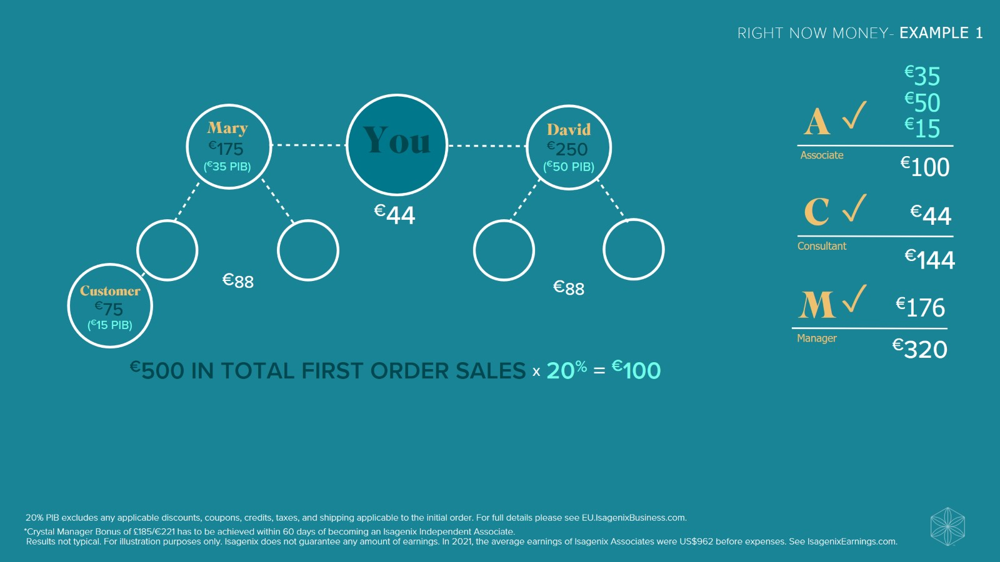 RIGHT NOW MONEY- EXAMPLE 1
Mary
€175
(€35 PIB)
You
€44
David
€250
(€50 PIB)
€88
€88
Customer
€75
(€15 PIB)
€500 IN TOTAL FIRST ORDER SALES x 20% = €100
€35
€50
€15
A ✓
Associate
€100
C ✓ €44
Consultant
€144
M ✓ €176
Manager
€320
20% PIB excludes any applicable discounts, coupons, credits, taxes, and shipping applicable to the initial order. For full details please see EU.IsagenixBusiness.com.
*Crystal Manager Bonus of £185/€221 has to be achieved within 60 days of becoming an Isagenix Independent Associate.
Results not typical. For illustration purposes only. Isagenix does not guarantee any amount of earnings. In 2021, the average earnings of Isagenix Associates were US$962 before expenses. See IsagenixEarnings.com.